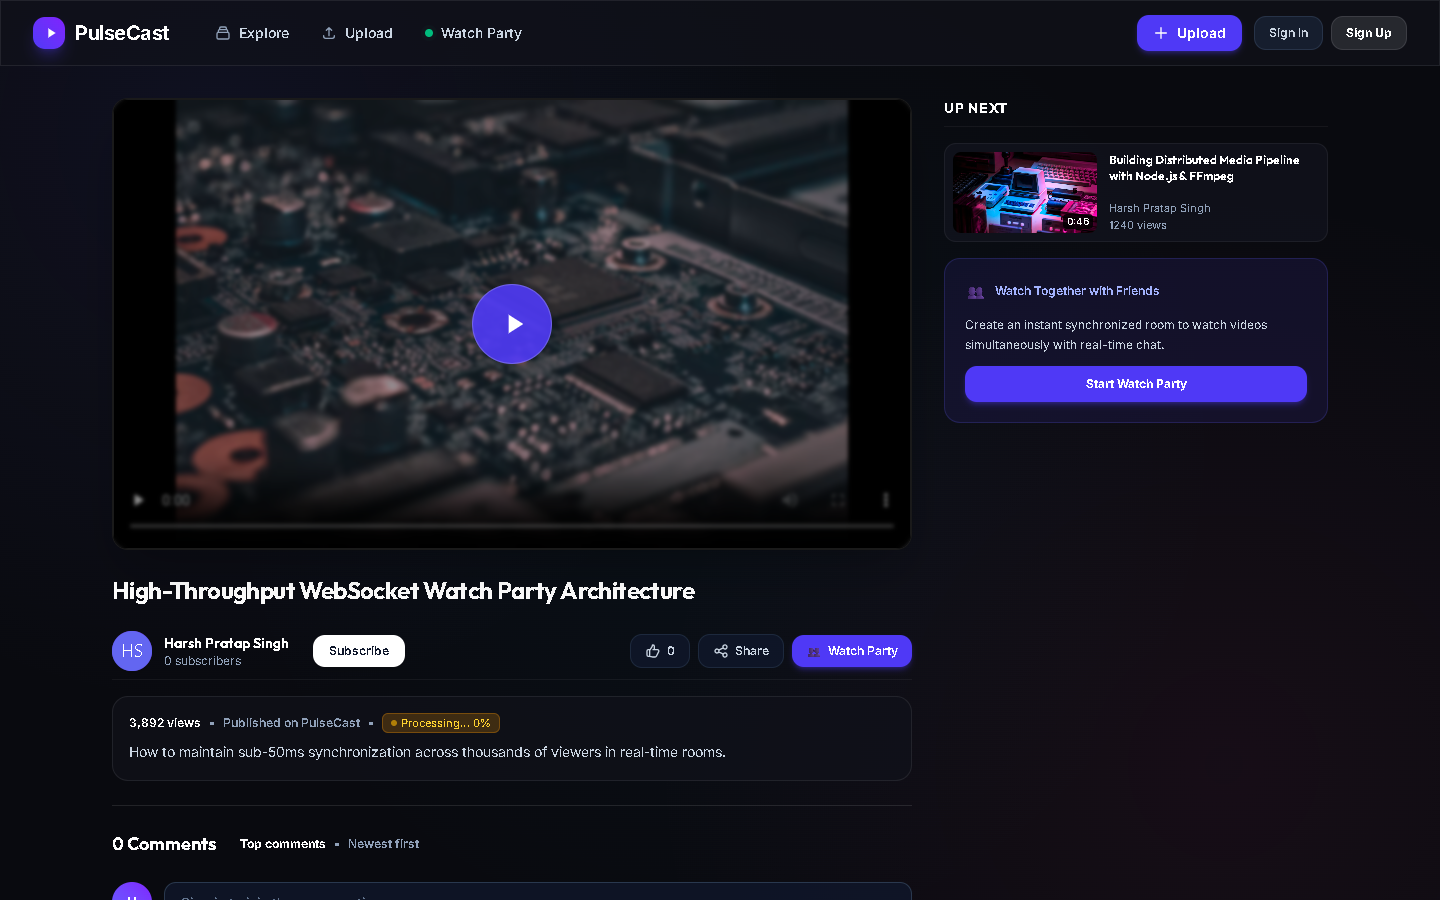 PulseCast
Explore
Upload
Watch Party
Upload
Sign In
Sign Up
0:00
High-Throughput WebSocket Watch Party Architecture
HS
Harsh Pratap Singh
0 subscribers
Subscribe
0
Share
Watch Party
3,892 views • Published on PulseCast • Processing... 0%
How to maintain sub-50ms synchronization across thousands of viewers in real-time rooms.
0 Comments
Top comments • Newest first
UP NEXT
0:46
Building Distributed Media Pipeline
with Node.js & FFmpeg
Harsh Pratap Singh
1240 views
Watch Together with Friends
Create an instant synchronized room to watch videos
simultaneously with real-time chat.
Start Watch Party